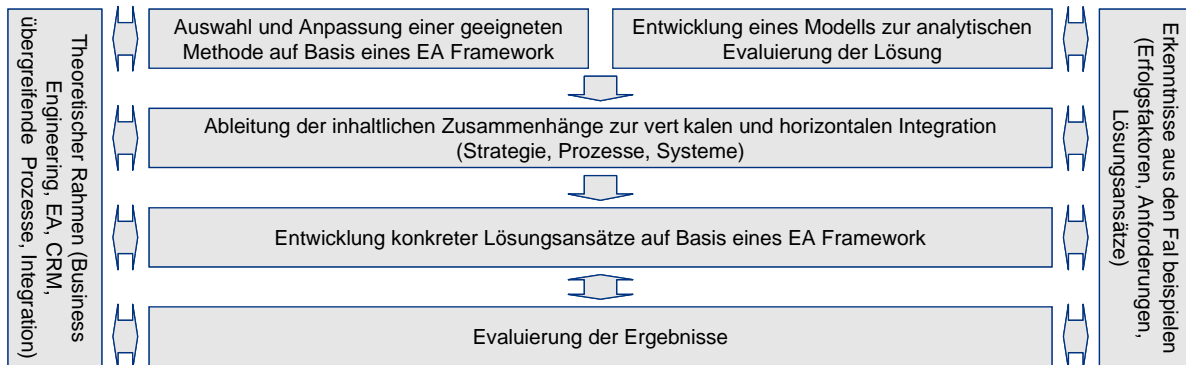 Theoretischer Rahmen (Business
Engineering, EA, CRM,
übergreifende Prozesse, Integration)
Auswahl und Anpassung einer geeigneten
Methode auf Basis eines EA Framework
Entwicklung eines Modells zur analytischen
Evaluierung der Lösung
Ableitung der inhaltlichen Zusammenhänge zur vert kalen und horizontalen Integration
(Strategie, Prozesse, Systeme)
Entwicklung konkreter Lösungsansätze auf Basis eines EA Framework
Evaluierung der Ergebnisse
Erkenntnisse aus den Fal beispielen
(Erfolgsfaktoren, Anforderungen,
Lösungsansätze)